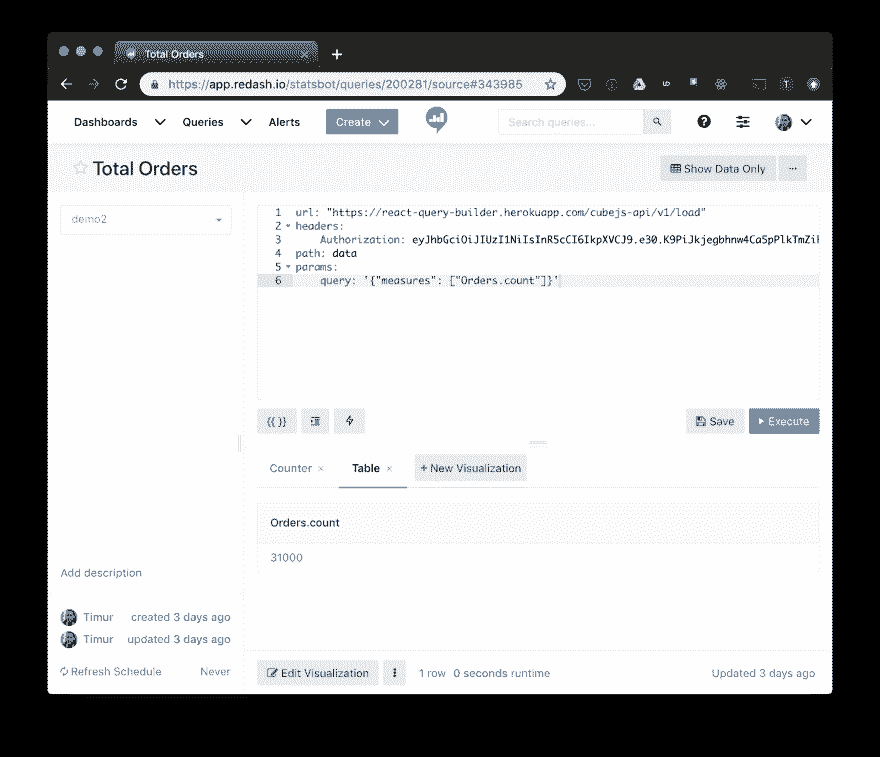 Total Orders
https://app.redash.io/statsbot/queries/200281/source#343985
Dashboards Queries Alerts Create Search queries...
Total Orders Show Data Only
demo2
1 url: "https://react-query-builder.herokuapp.com/cubejs-api/v1/load"
2 headers:
3 Authorization:
4 path: data
5 params:
6 query: '{"measures": ["Orders.count"]}'
{{ }} Save Execute
Counter × Table × + New Visualization
Orders.count
31000
Add description
Timur created 3 days ago
Timur updated 3 days ago
Refresh Schedule Never
Edit Visualization 1 row 0 seconds runtime Updated 3 days ago